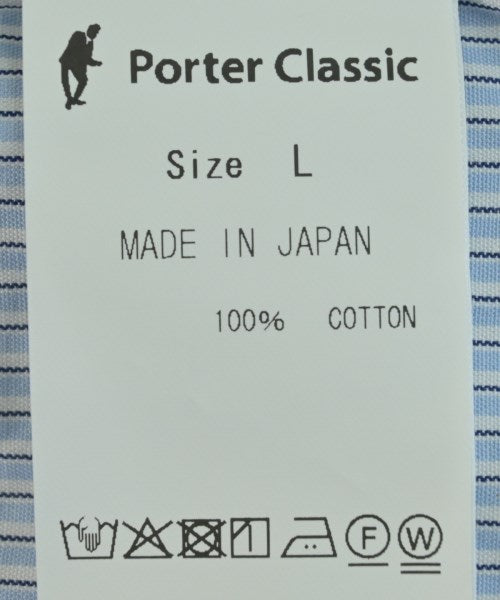 Porter Classic
Size L
MADE IN JAPAN
100% COTTON
F W